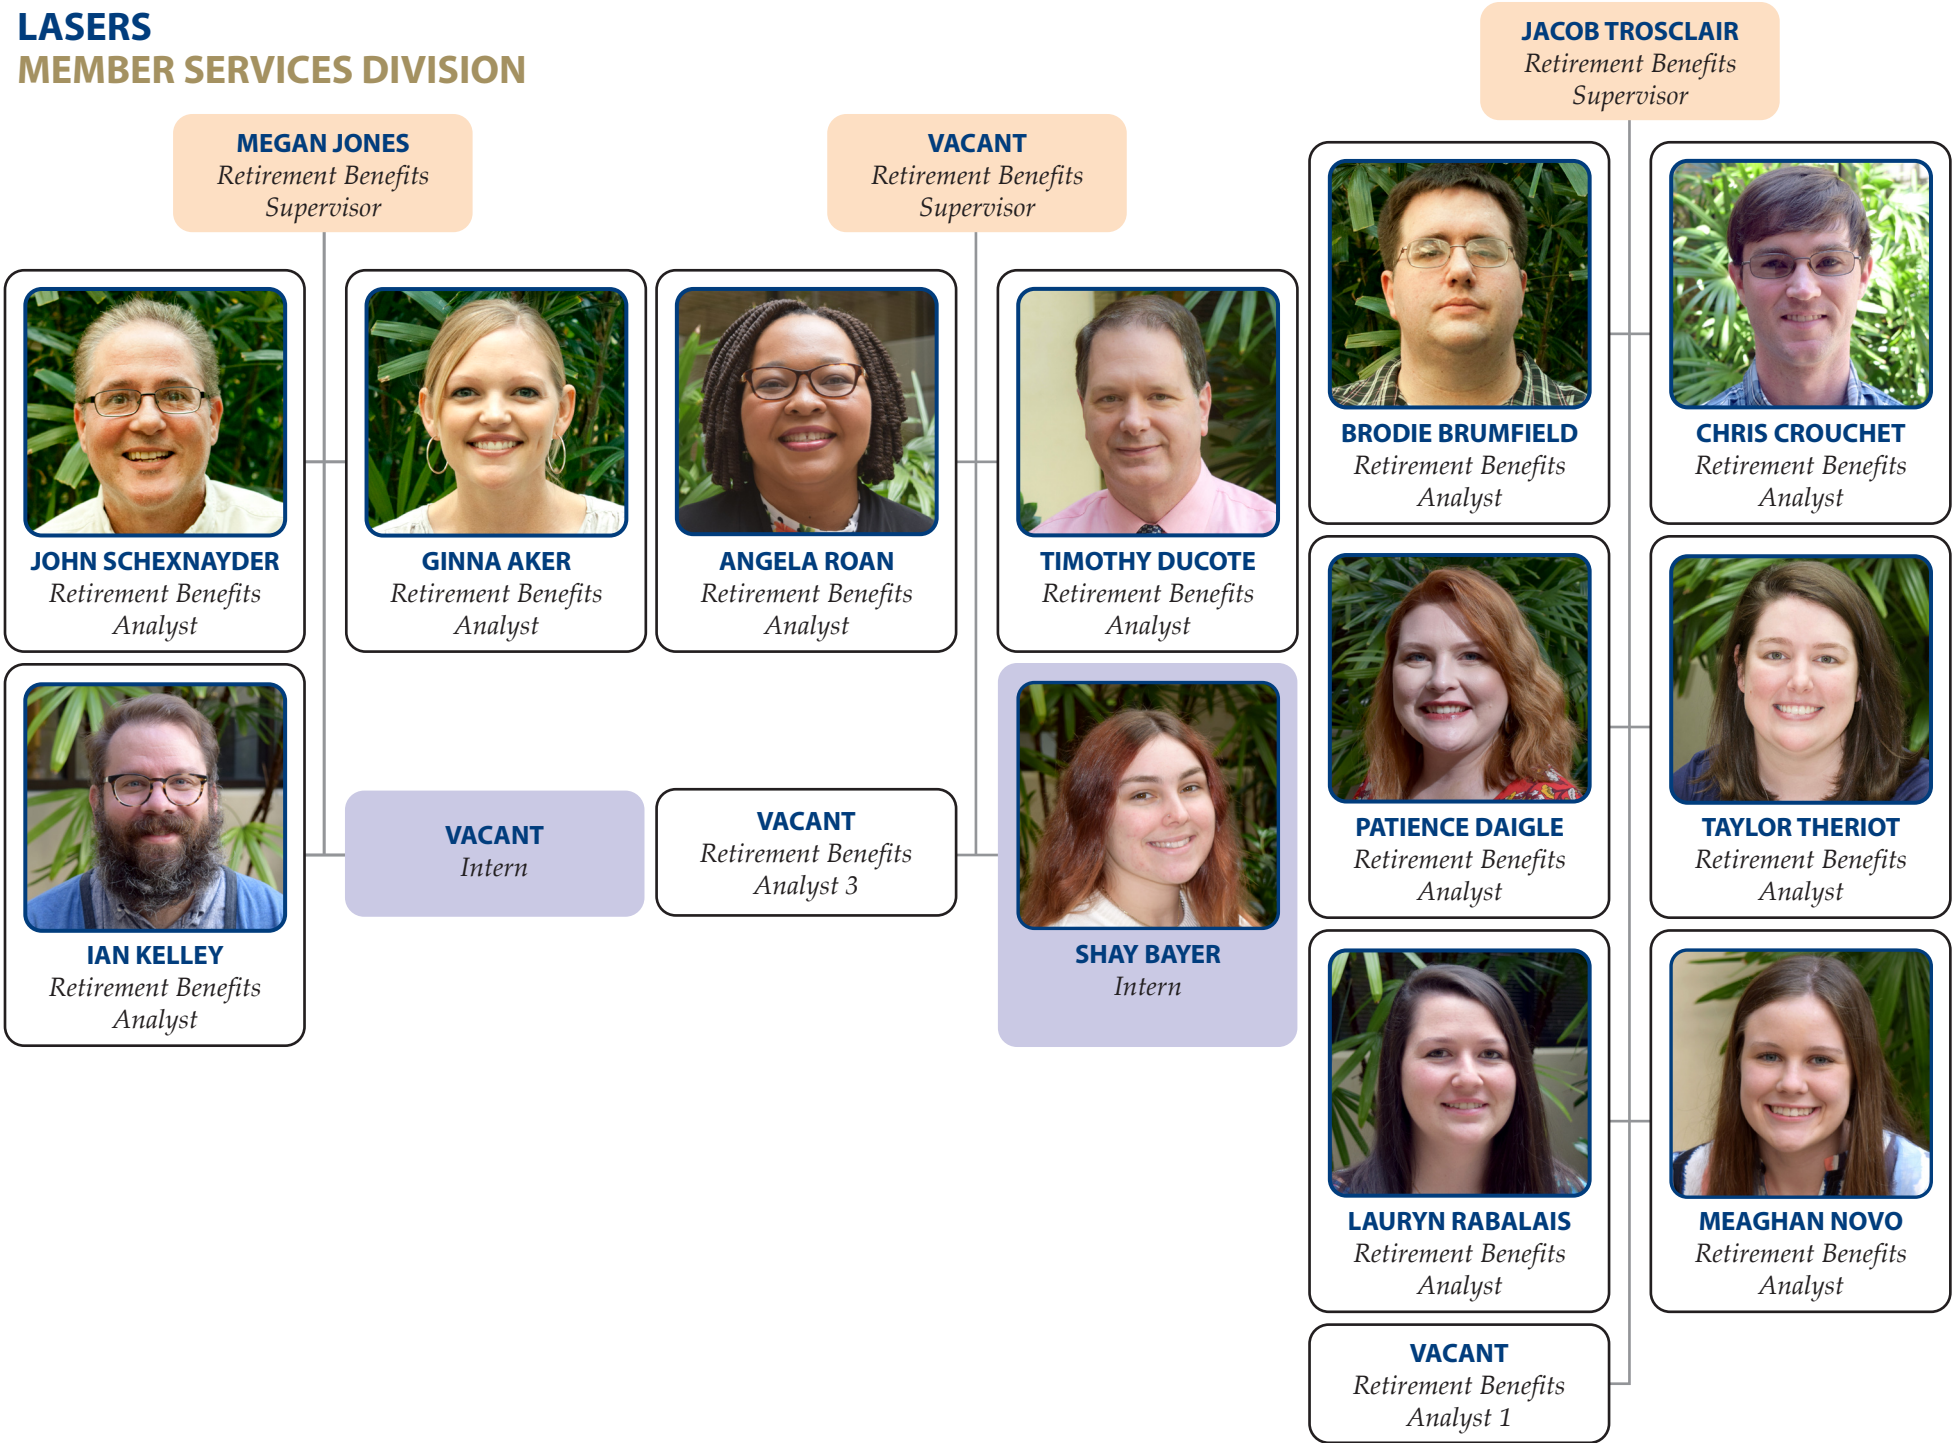 LASERS
MEMBER SERVICES DIVISION
MEGAN JONES
Retirement Benefits
Supervisor
JOHN SCHEXNAYDER
Retirement Benefits
Analyst
GINNA AKER
Retirement Benefits
Analyst
IAN KELLEY
Retirement Benefits
Analyst
VACANT
Intern
VACANT
Retirement Benefits
Supervisor
ANGELA ROAN
Retirement Benefits
Analyst
TIMOTHY DUCOTE
Retirement Benefits
Analyst
VACANT
Retirement Benefits
Analyst 3
SHAY BAYER
Intern
JACOB TROSCLAIR
Retirement Benefits
Supervisor
BRODIE BRUMFIELD
Retirement Benefits
Analyst
CHRIS CROUCHET
Retirement Benefits
Analyst
PATIENCE DAIGLE
Retirement Benefits
Analyst
TAYLOR THERIOT
Retirement Benefits
Analyst
LAURYN RABALAIS
Retirement Benefits
Analyst
MEAGHAN NOVO
Retirement Benefits
Analyst
VACANT
Retirement Benefits
Analyst 1